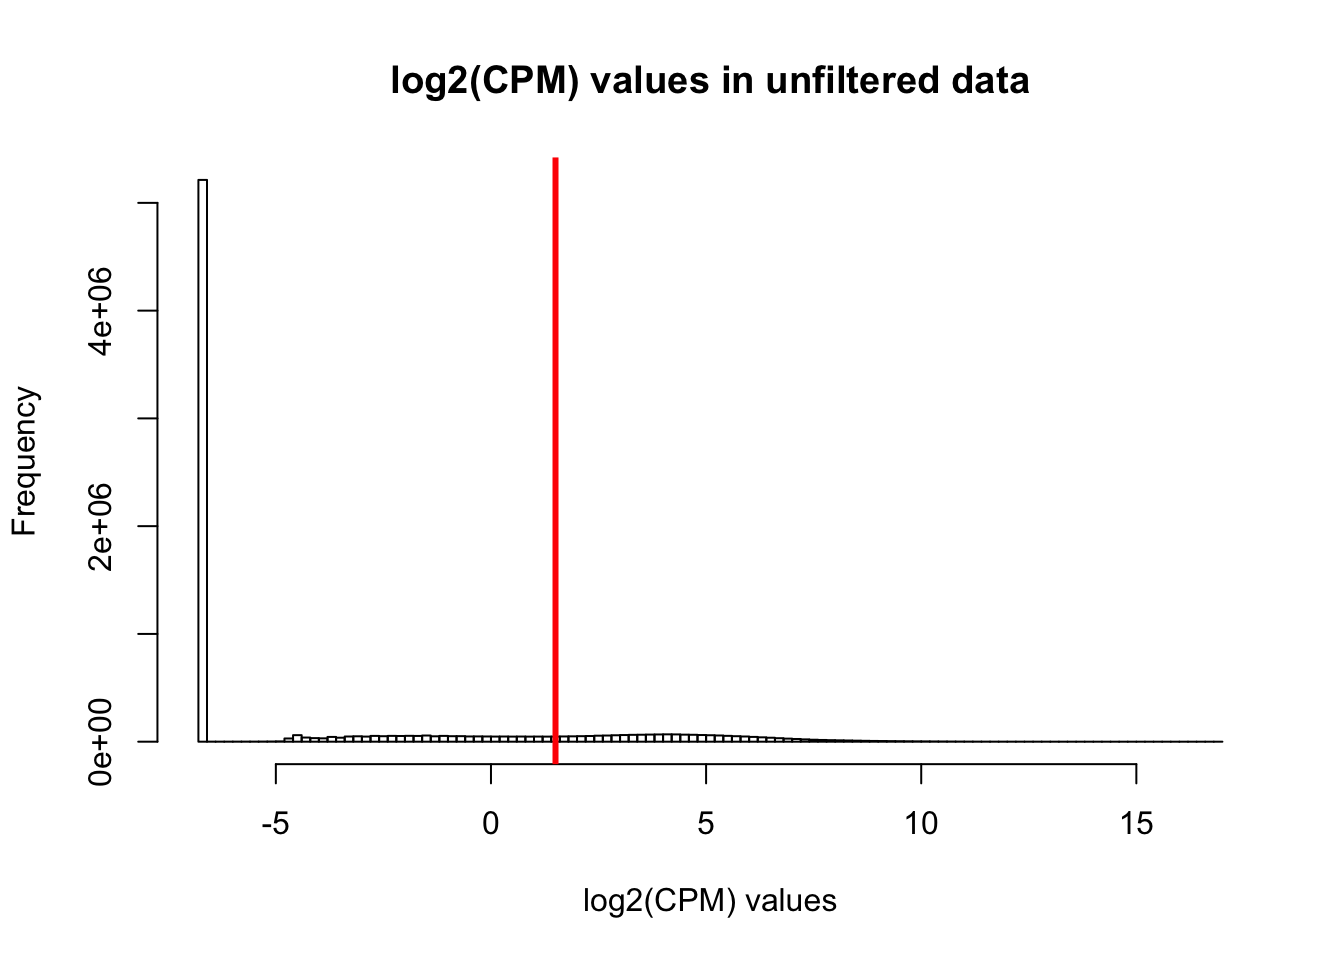 log2(CPM) values in unfiltered data
Frequency
4e+06
2e+06
0e+00
-5 0 5 10 15
log2(CPM) values